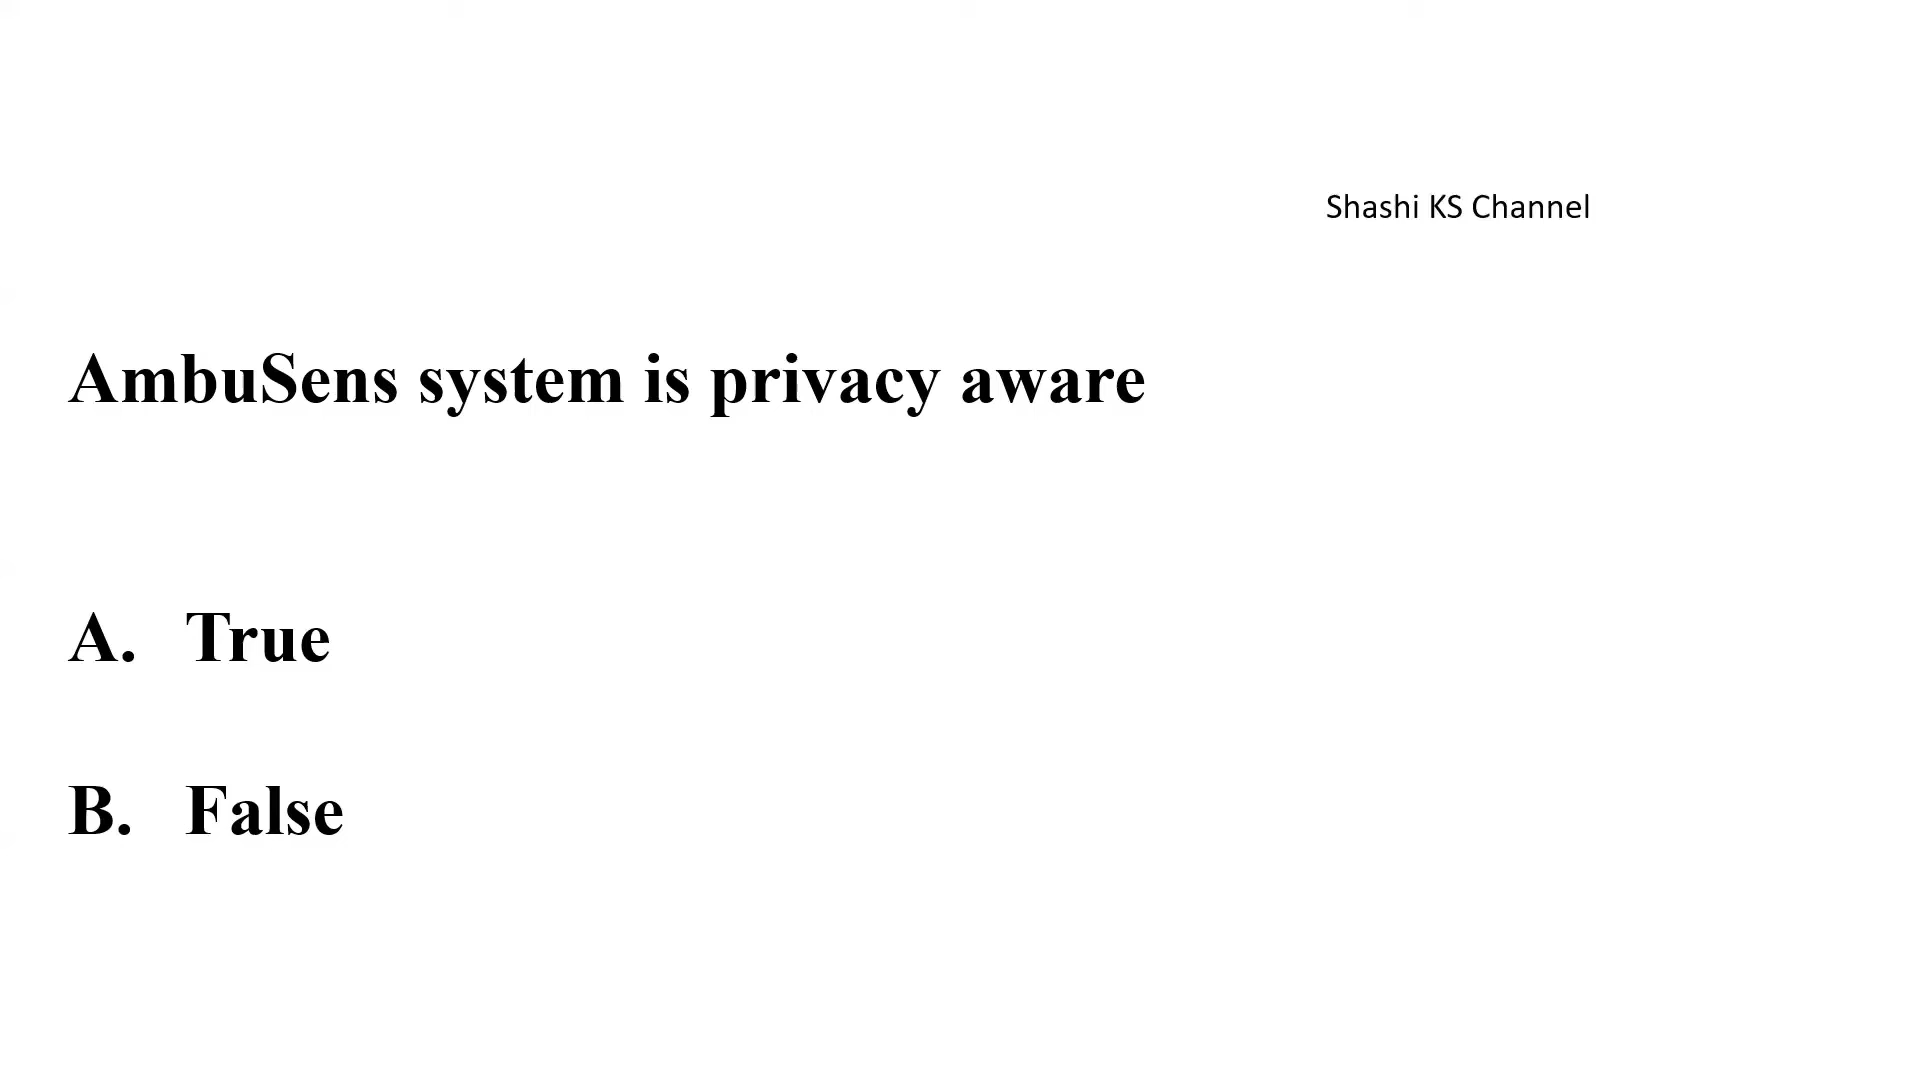 Shashi KS Channel
AmbuSens system is privacy aware
A. True
B. False